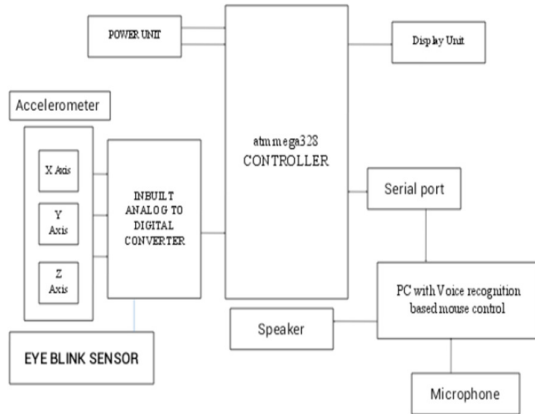 POWER UNIT
Display Unit
Accelerometer
atmmega328
CONTROLLER
X Axis
Y
Axis
Z
Axis
INBUILT
ANALOG TO
DIGITAL
CONVERTER
Serial port
PC with Voice recognition
based mouse control
Speaker
EYE BLINK SENSOR
Microphone